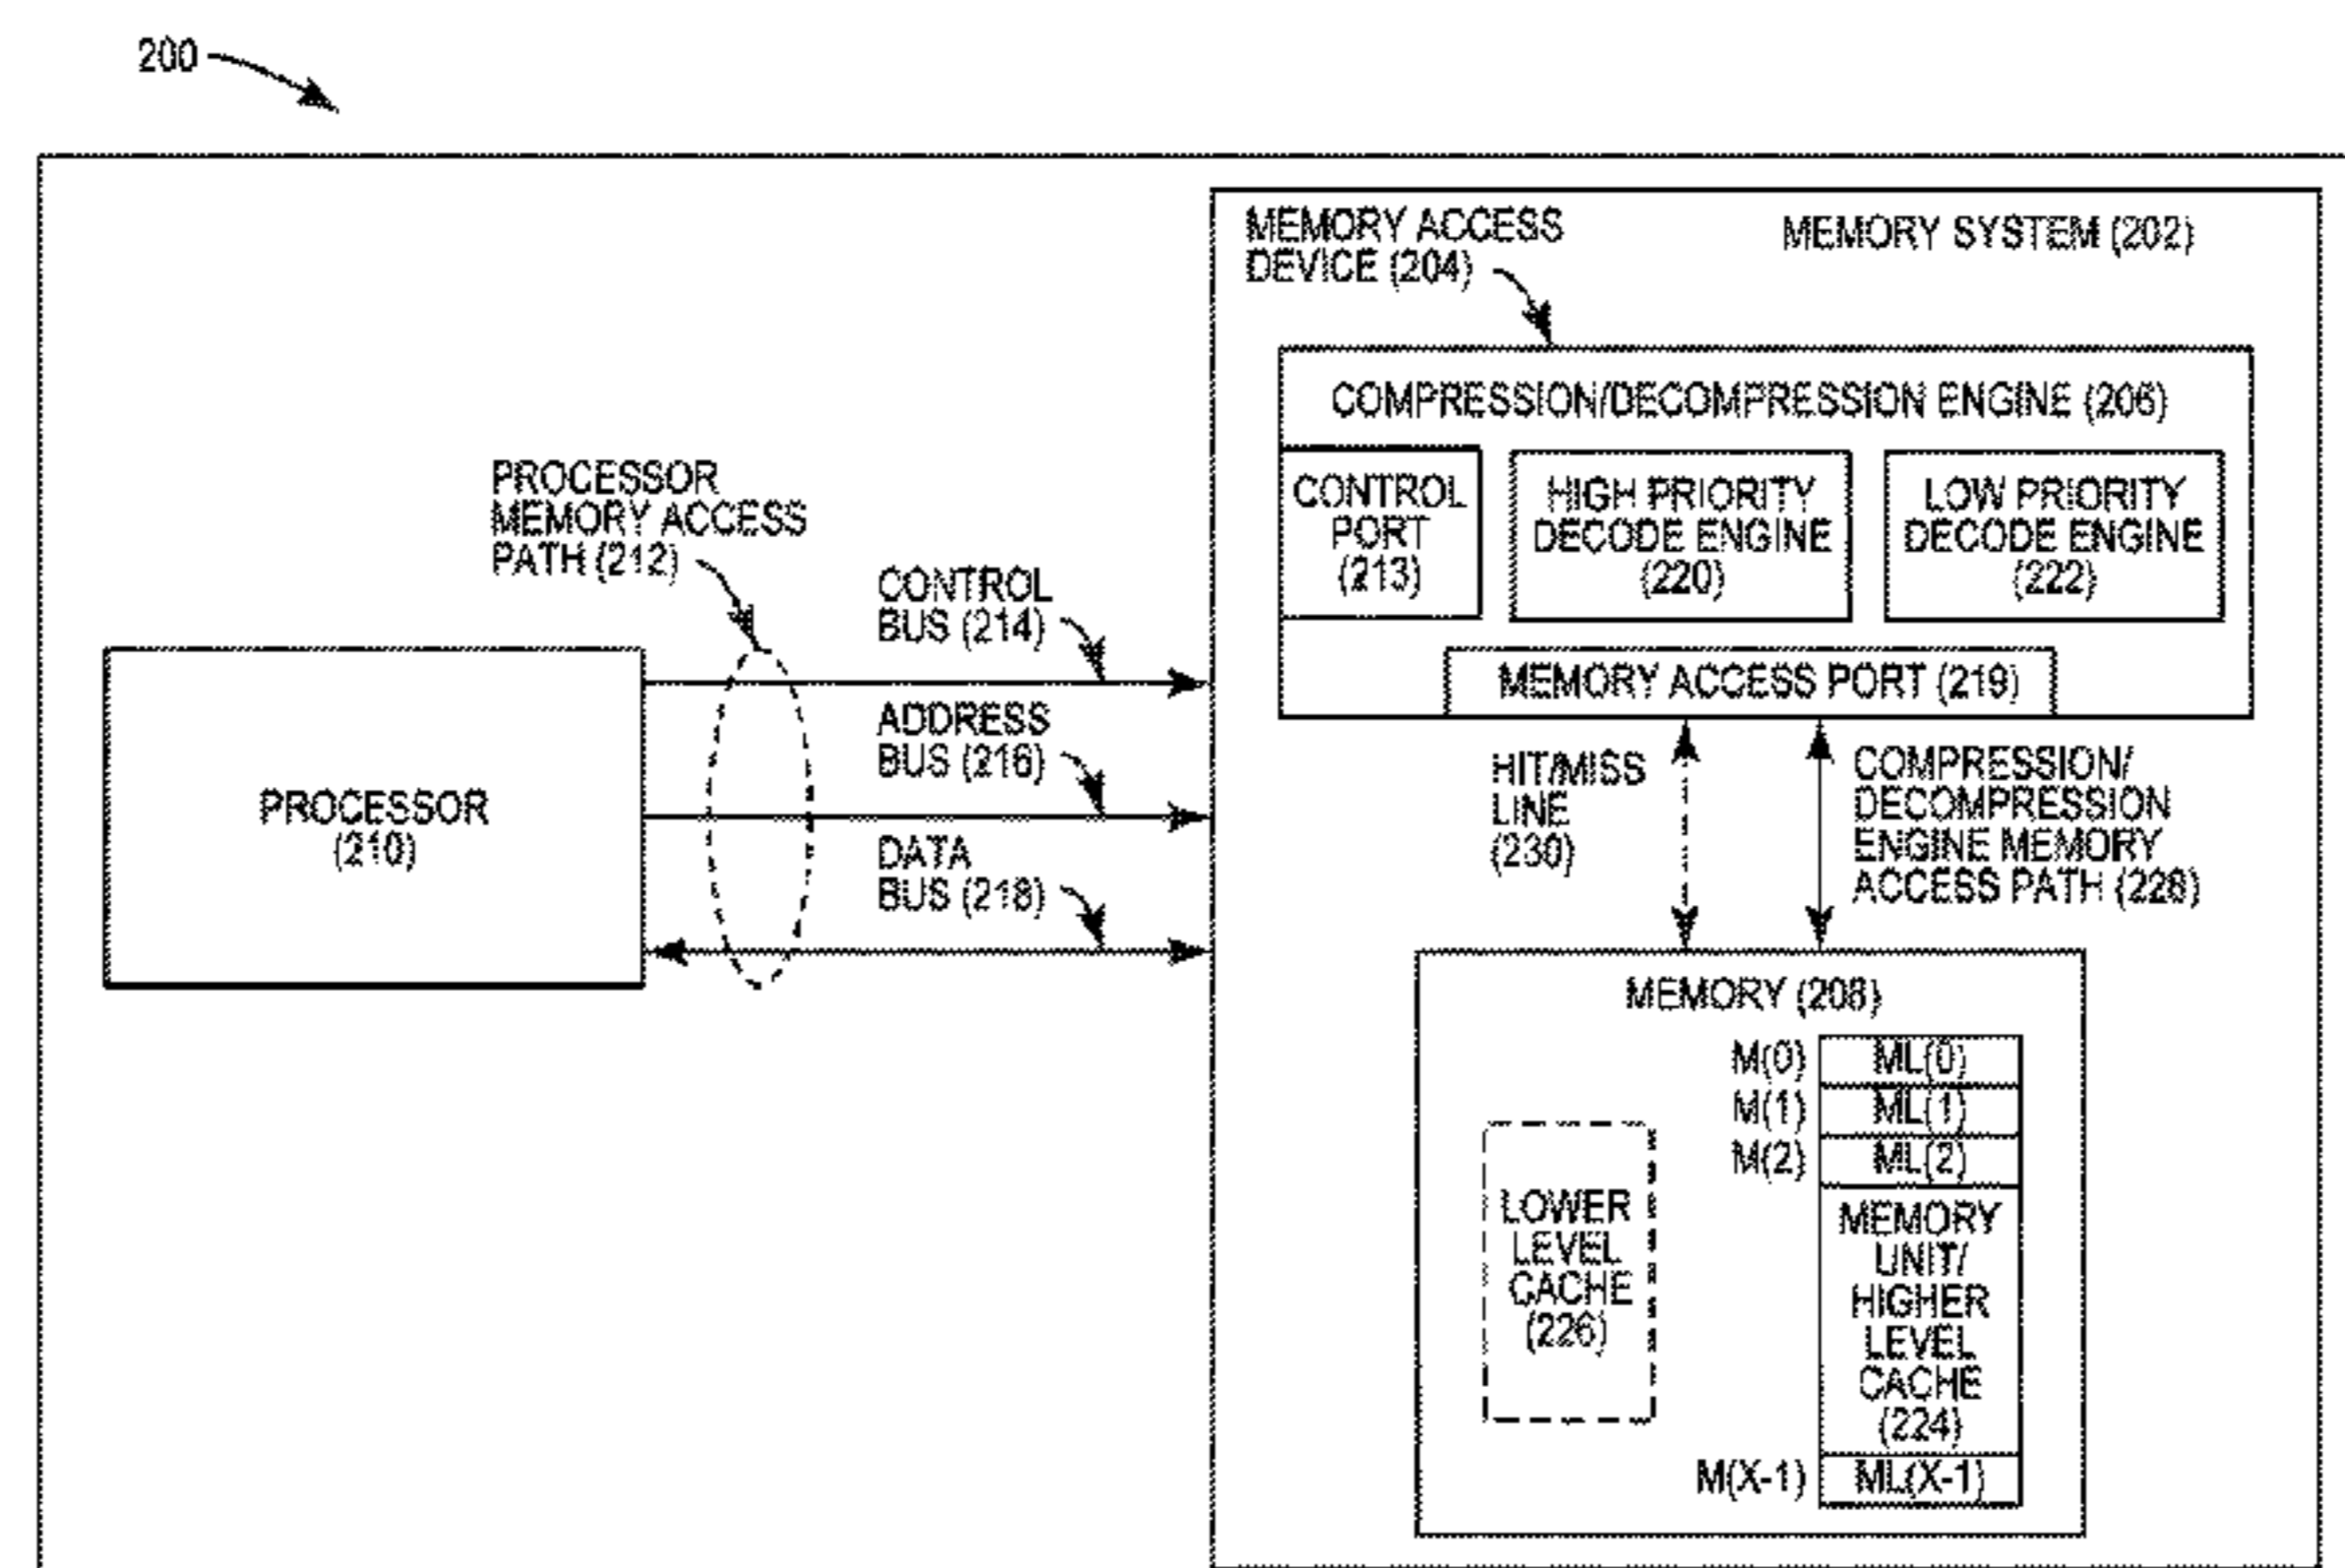 200
MEMORY ACCESS
DEVICE (204)
MEMORY SYSTEM (202)
COMPRESSION/DECOMPRESSION ENGINE (206)
CONTROL
PORT
(213)
HIGH PRIORITY
DECODE ENGINE
(220)
LOW PRIORITY
DECODE ENGINE
(222)
MEMORY ACCESS PORT (219)
PROCESSOR
MEMORY ACCESS
PATH (212)
CONTROL
BUS (214)
ADDRESS
BUS (216)
DATA
BUS (218)
PROCESSOR
(210)
HIT/MISS
LINE
(230)
COMPRESSION/
DECOMPRESSION
ENGINE MEMORY
ACCESS PATH (228)
MEMORY (208)
M(0) ML(0)
M(1) ML(1)
M(2) ML(2)
LOWER
LEVEL
CACHE
(226)
MEMORY
UNIT/
HIGHER
LEVEL
CACHE
(224)
M(X-1) ML(X-1)